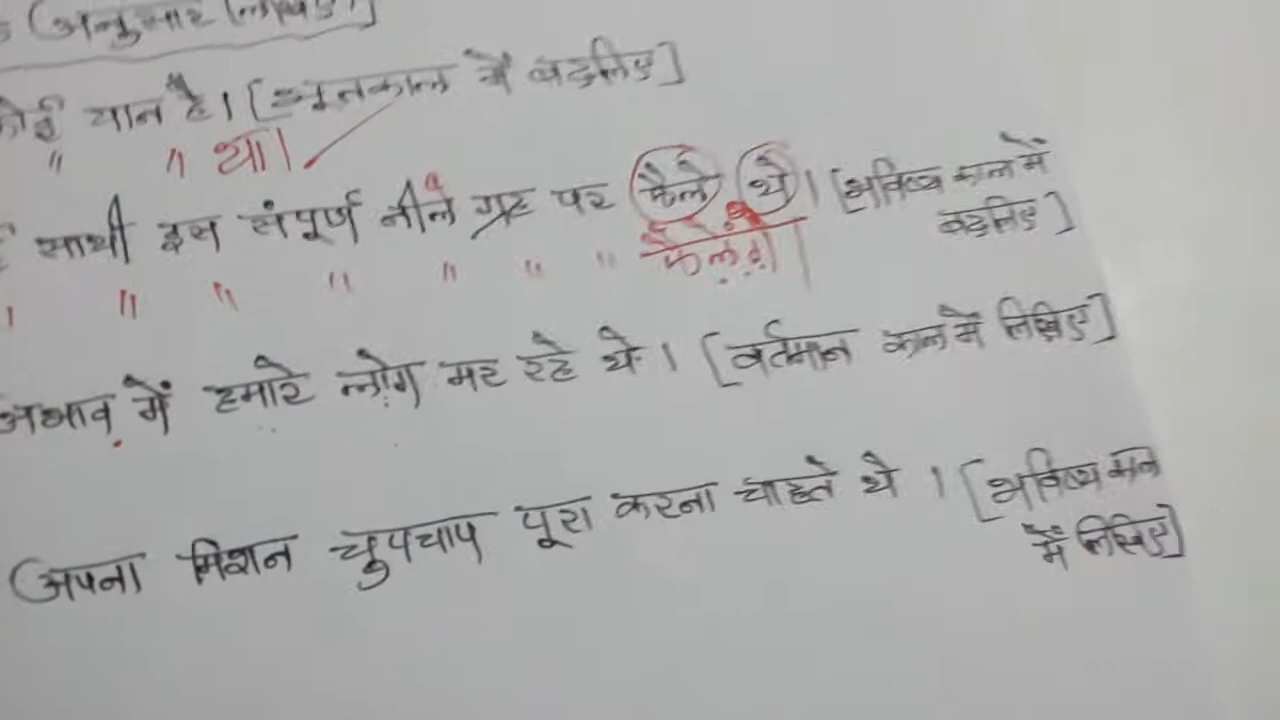 (अनुसार लिखिए)]
कोई यान है। [भूतकाल में बदलिए]
" " था।
साथी इस संपूर्ण नीले ग्रह पर फैले थे। [भविष्य काल में
बदलिए]
" " " " " " फैलेंगे।
अभाव में हमारे लोग मर रहे थे। [वर्तमान काल में लिखिए]
अपना मिशन चुपचाप पूरा करना चाहते थे। [भविष्य काल
में लिखिए]